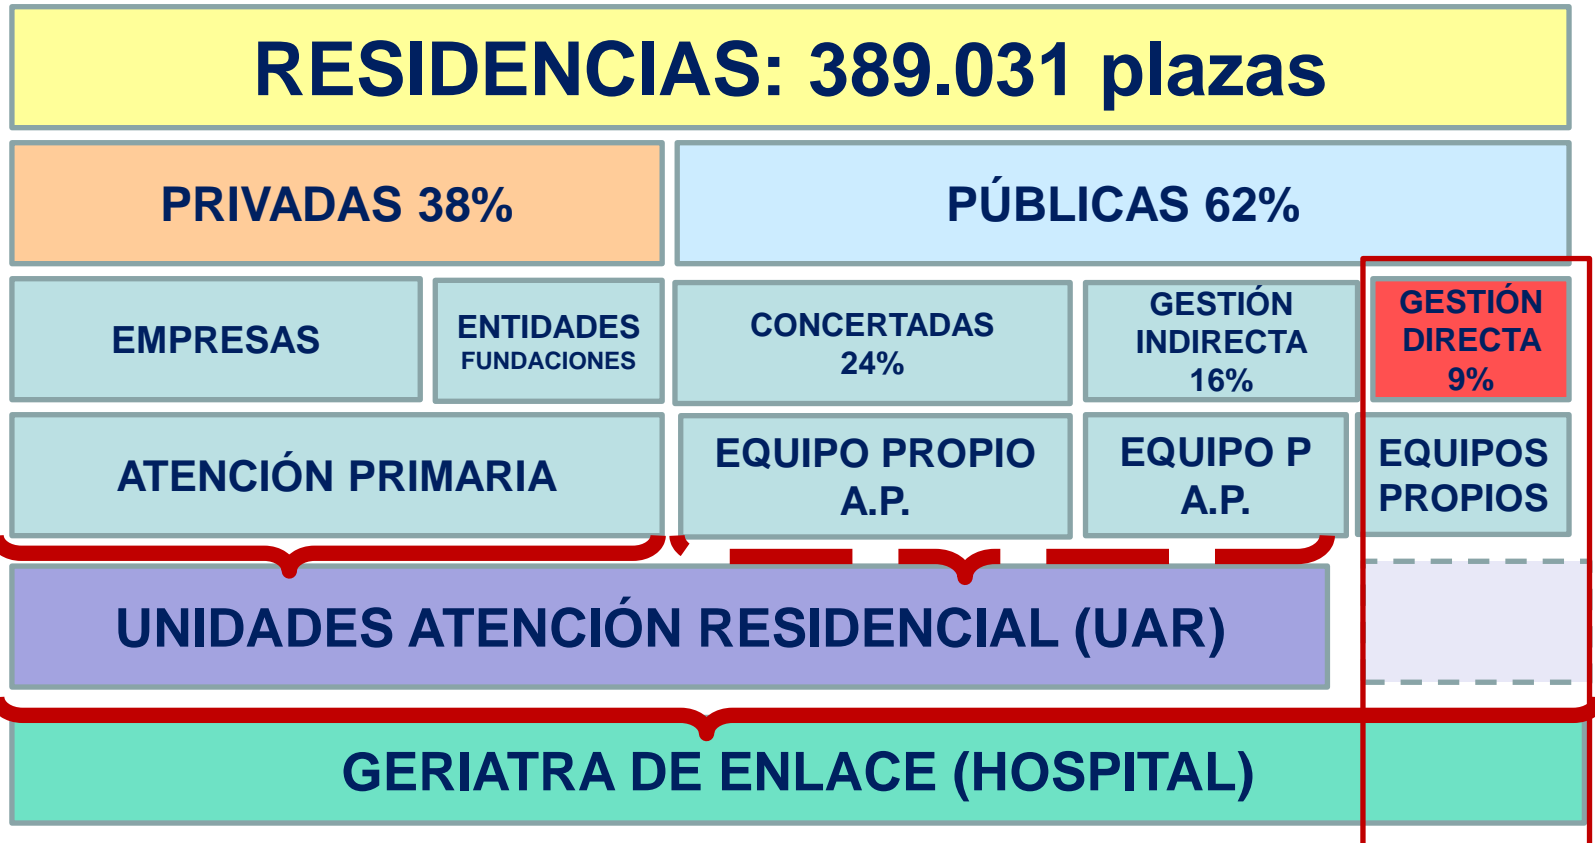 RESIDENCIAS: 389.031 plazas
PRIVADAS 38%
PÚBLICAS 62%
EMPRESAS
ENTIDADES
FUNDACIONES
CONCERTADAS
24%
GESTIÓN
INDIRECTA
16%
GESTIÓN
DIRECTA
9%
ATENCIÓN PRIMARIA
EQUIPO PROPIO
A.P.
EQUIPO P
A.P.
EQUIPOS
PROPIOS
UNIDADES ATENCIÓN RESIDENCIAL (UAR)
GERIATRA DE ENLACE (HOSPITAL)